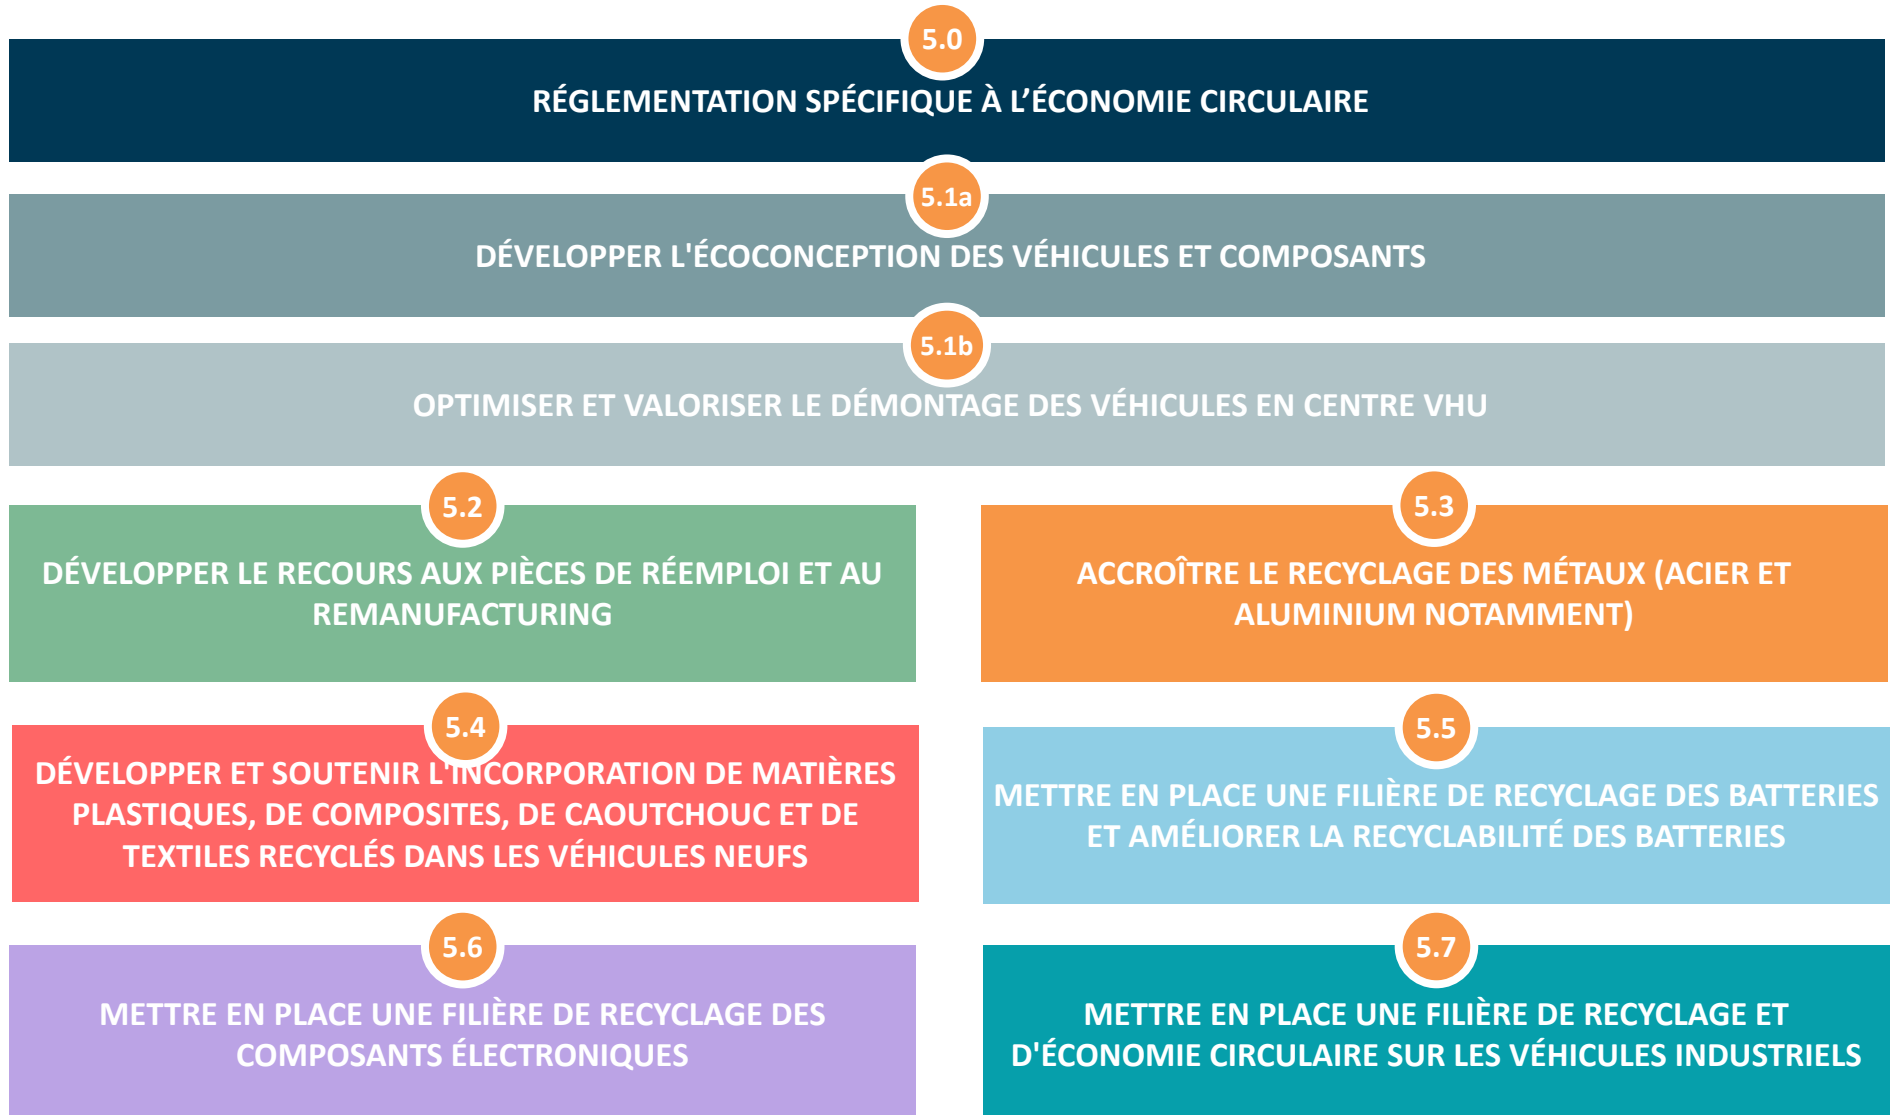 5.0
RÉGLEMENTATION SPÉCIFIQUE À L’ÉCONOMIE CIRCULAIRE
5.1a
DÉVELOPPER L'ÉCOCONCEPTION DES VÉHICULES ET COMPOSANTS
5.1b
OPTIMISER ET VALORISER LE DÉMONTAGE DES VÉHICULES EN CENTRE VHU
5.2
DÉVELOPPER LE RECOURS AUX PIÈCES DE RÉEMPLOI ET AU
REMANUFACTURING
5.3
ACCROÎTRE LE RECYCLAGE DES MÉTAUX (ACIER ET
ALUMINIUM NOTAMMENT)
5.4
DÉVELOPPER ET SOUTENIR L'INCORPORATION DE MATIÈRES
PLASTIQUES, DE COMPOSITES, DE CAOUTCHOUC ET DE
TEXTILES RECYCLÉS DANS LES VÉHICULES NEUFS
5.5
METTRE EN PLACE UNE FILIÈRE DE RECYCLAGE DES BATTERIES
ET AMÉLIORER LA RECYCLABILITÉ DES BATTERIES
5.6
METTRE EN PLACE UNE FILIÈRE DE RECYCLAGE DES
COMPOSANTS ÉLECTRONIQUES
5.7
METTRE EN PLACE UNE FILIÈRE DE RECYCLAGE ET
D'ÉCONOMIE CIRCULAIRE SUR LES VÉHICULES INDUSTRIELS